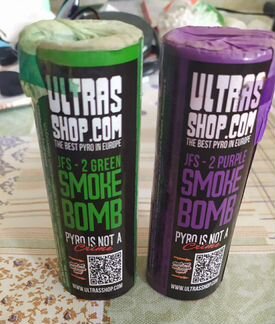 ULTRAS
SHOP.COM
THE BEST PYRO IN EUROPE
JFS - 2 GREEN
SMOKE
BOMB
PYRO IS NOT A
Crime
WWW.ULTRASSHOP.COM
ULTRAS
SHOP.COM
THE BEST PYRO IN EUROPE
JFS - 2 PURPLE
SMOKE
BOMB
PYRO IS NOT A
Crime
WWW.ULTRASSHOP.COM